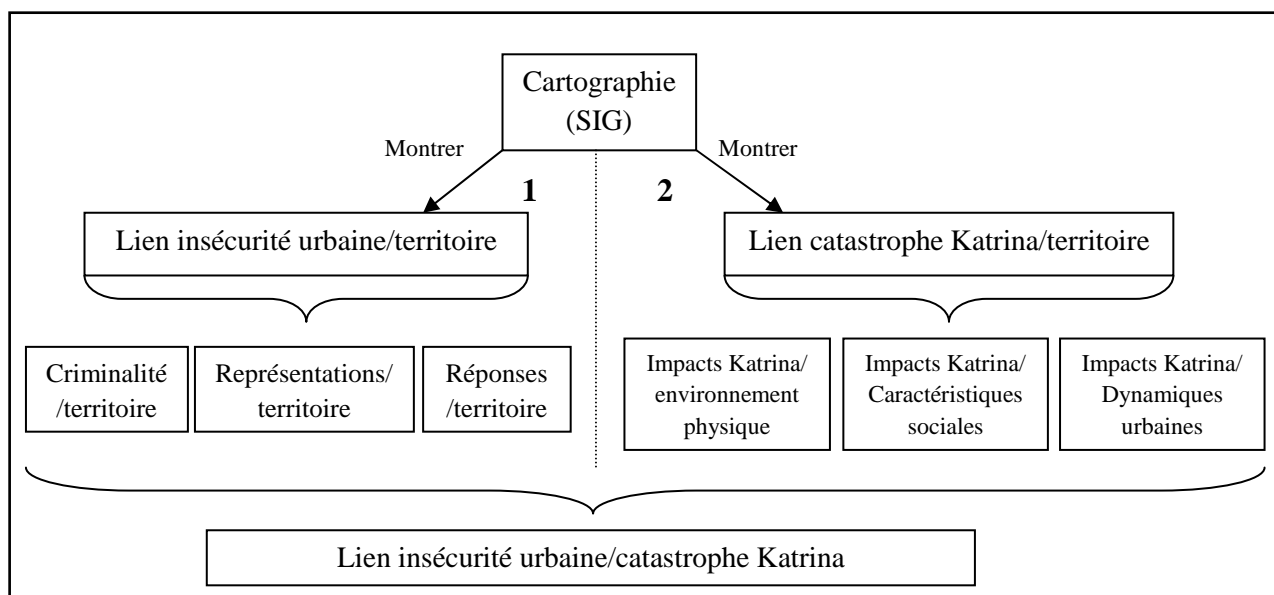 Cartographie
(SIG)
Montrer
Montrer
1
2
Lien insécurité urbaine/territoire
Lien catastrophe Katrina/territoire
Criminalité
/territoire
Représentations/
territoire
Réponses
/territoire
Impacts Katrina/
environnement
physique
Impacts Katrina/
Caractéristiques
sociales
Impacts Katrina/
Dynamiques
urbaines
Lien insécurité urbaine/catastrophe Katrina